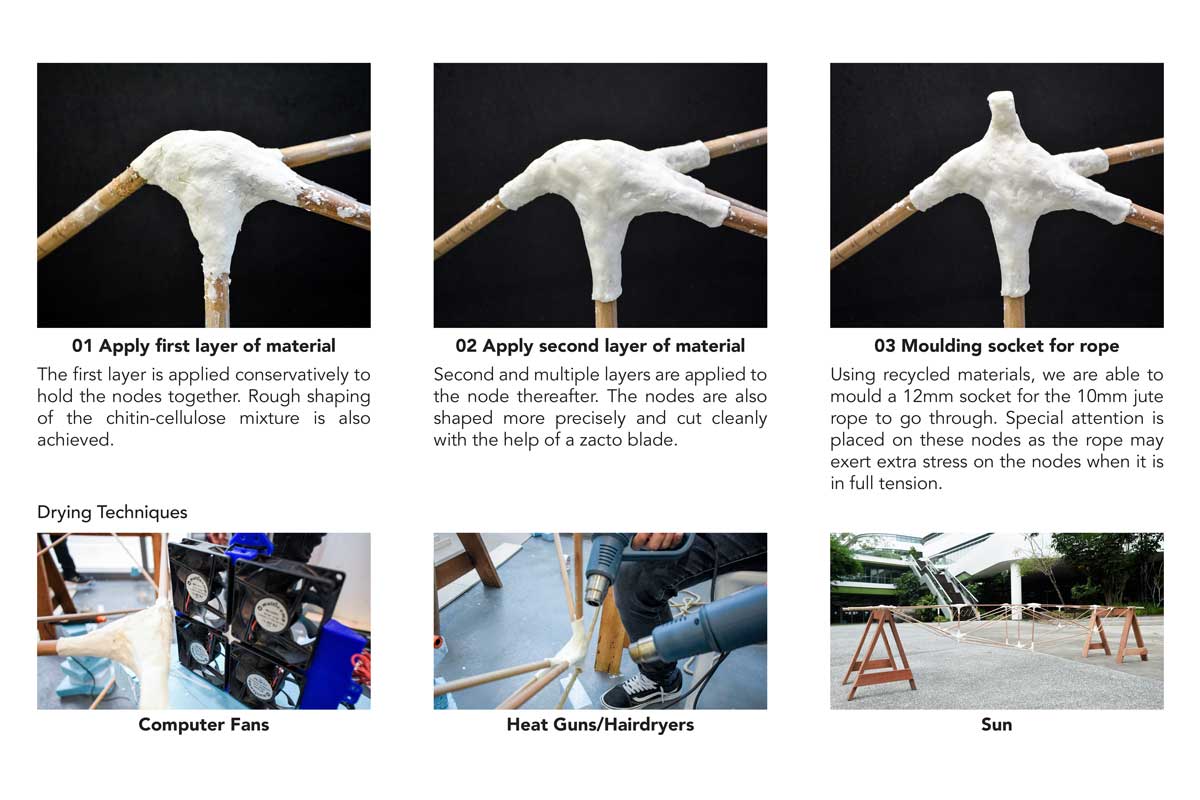 01 Apply first layer of material
The first layer is applied conservatively to
hold the nodes together. Rough shaping
of the chitin-cellulose mixture is also
achieved.
02 Apply second layer of material
Second and multiple layers are applied to
the node thereafter. The nodes are also
shaped more precisely and cut cleanly
with the help of a zacto blade.
03 Moulding socket for rope
Using recycled materials, we are able to
mould a 12mm socket for the 10mm jute
rope to go through. Special attention is
placed on these nodes as the rope may
exert extra stress on the nodes when it is
in full tension.
Drying Techniques
Computer Fans
Heat Guns/Hairdryers
Sun